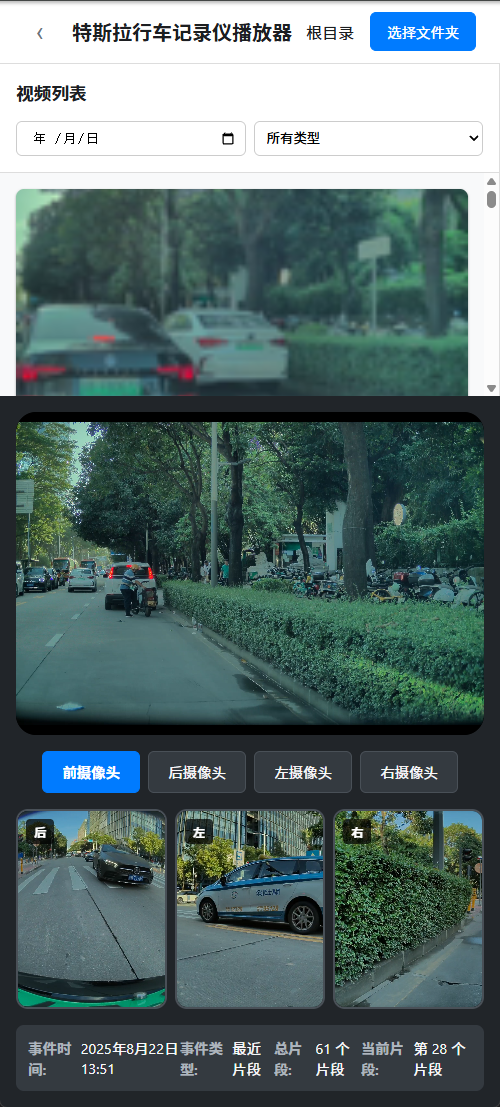 ‹ 特斯拉行车记录仪播放器 根目录 选择文件夹
视频列表
年 /月/日 所有类型
前摄像头 后摄像头 左摄像头 右摄像头
后 左 右
事件时间: 2025年8月22日 13:51 事件类型: 最近片段 总片段: 61 个片段 当前片段: 第 28 个片段